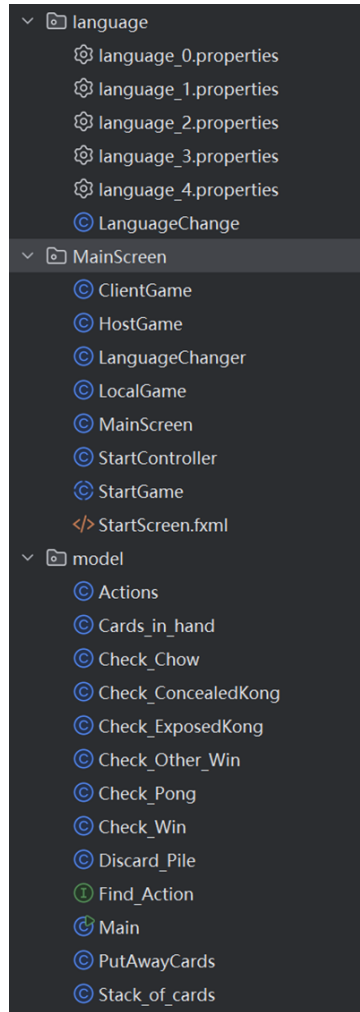 language
language_0.properties
language_1.properties
language_2.properties
language_3.properties
language_4.properties
LanguageChange
MainScreen
ClientGame
HostGame
LanguageChanger
LocalGame
MainScreen
StartController
StartGame
StartScreen.fxml
model
Actions
Cards_in_hand
Check_Chow
Check_ConcealedKong
Check_ExposedKong
Check_Other_Win
Check_Pong
Check_Win
Discard_Pile
Find_Action
Main
PutAwayCards
Stack_of_cards